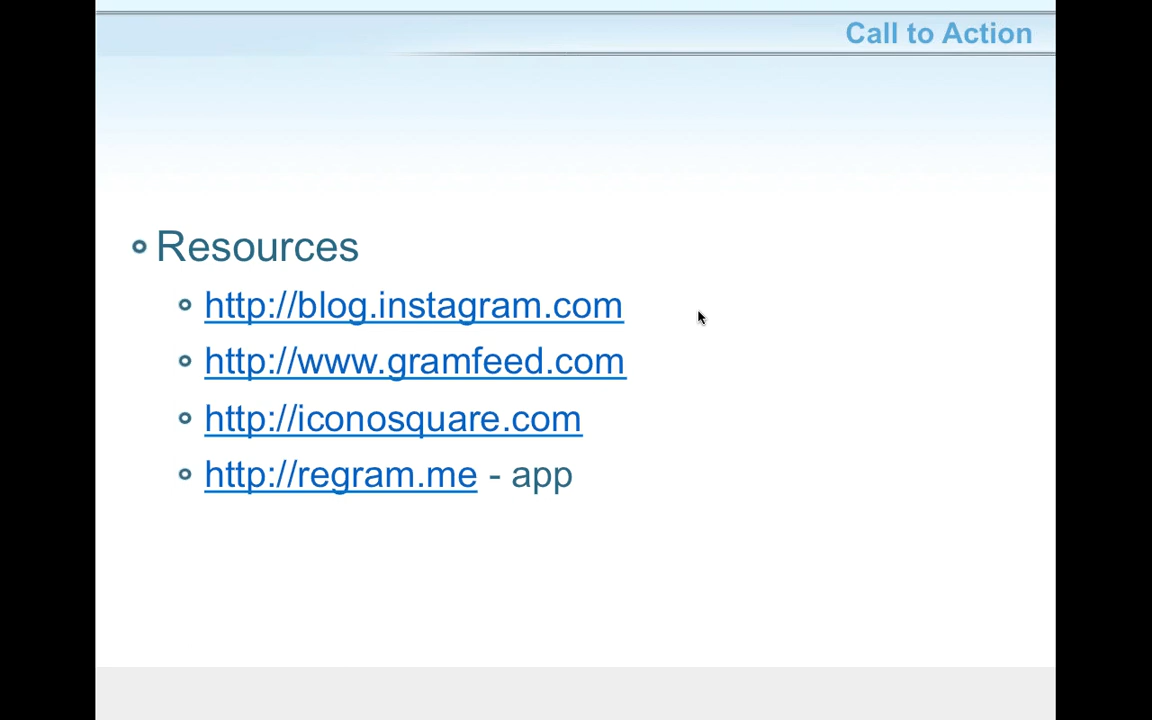 Call to Action
Resources
http://blog.instagram.com
http://www.gramfeed.com
http://iconosquare.com
http://regram.me - app